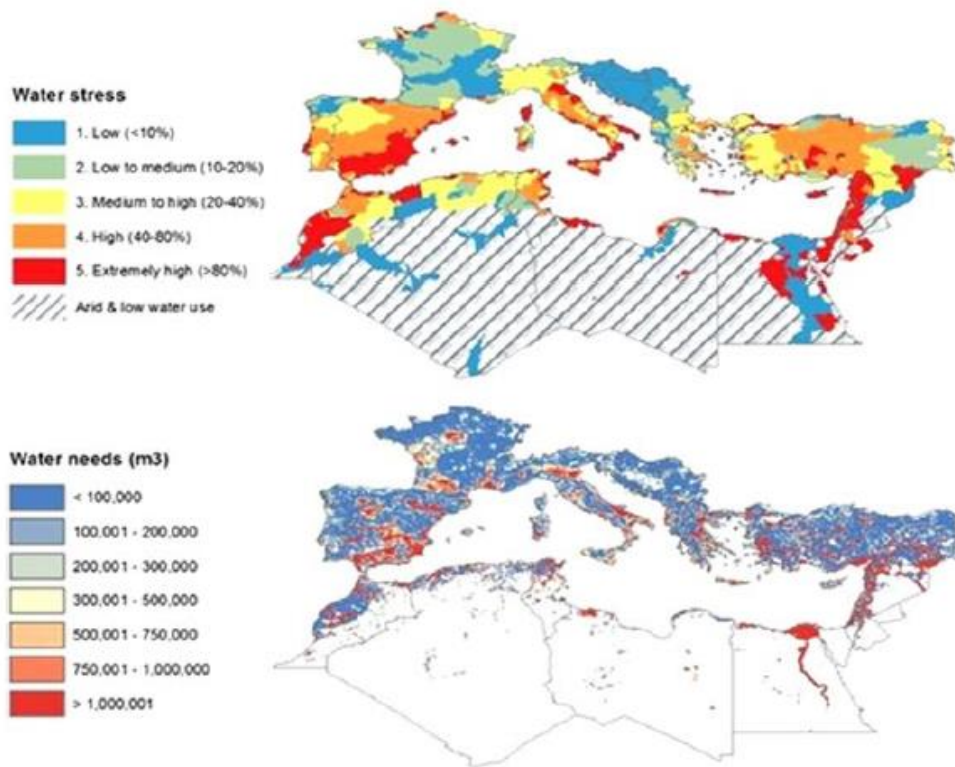 Water stress
1. Low (<10%)
2. Low to medium (10-20%)
3. Medium to high (20-40%)
4. High (40-80%)
5. Extremely high (>80%)
Arid & low water use
Water needs (m3)
< 100,000
100,001 - 200,000
200,001 - 300,000
300,001 - 500,000
500,001 - 750,000
750,001 - 1,000,000
> 1,000,001